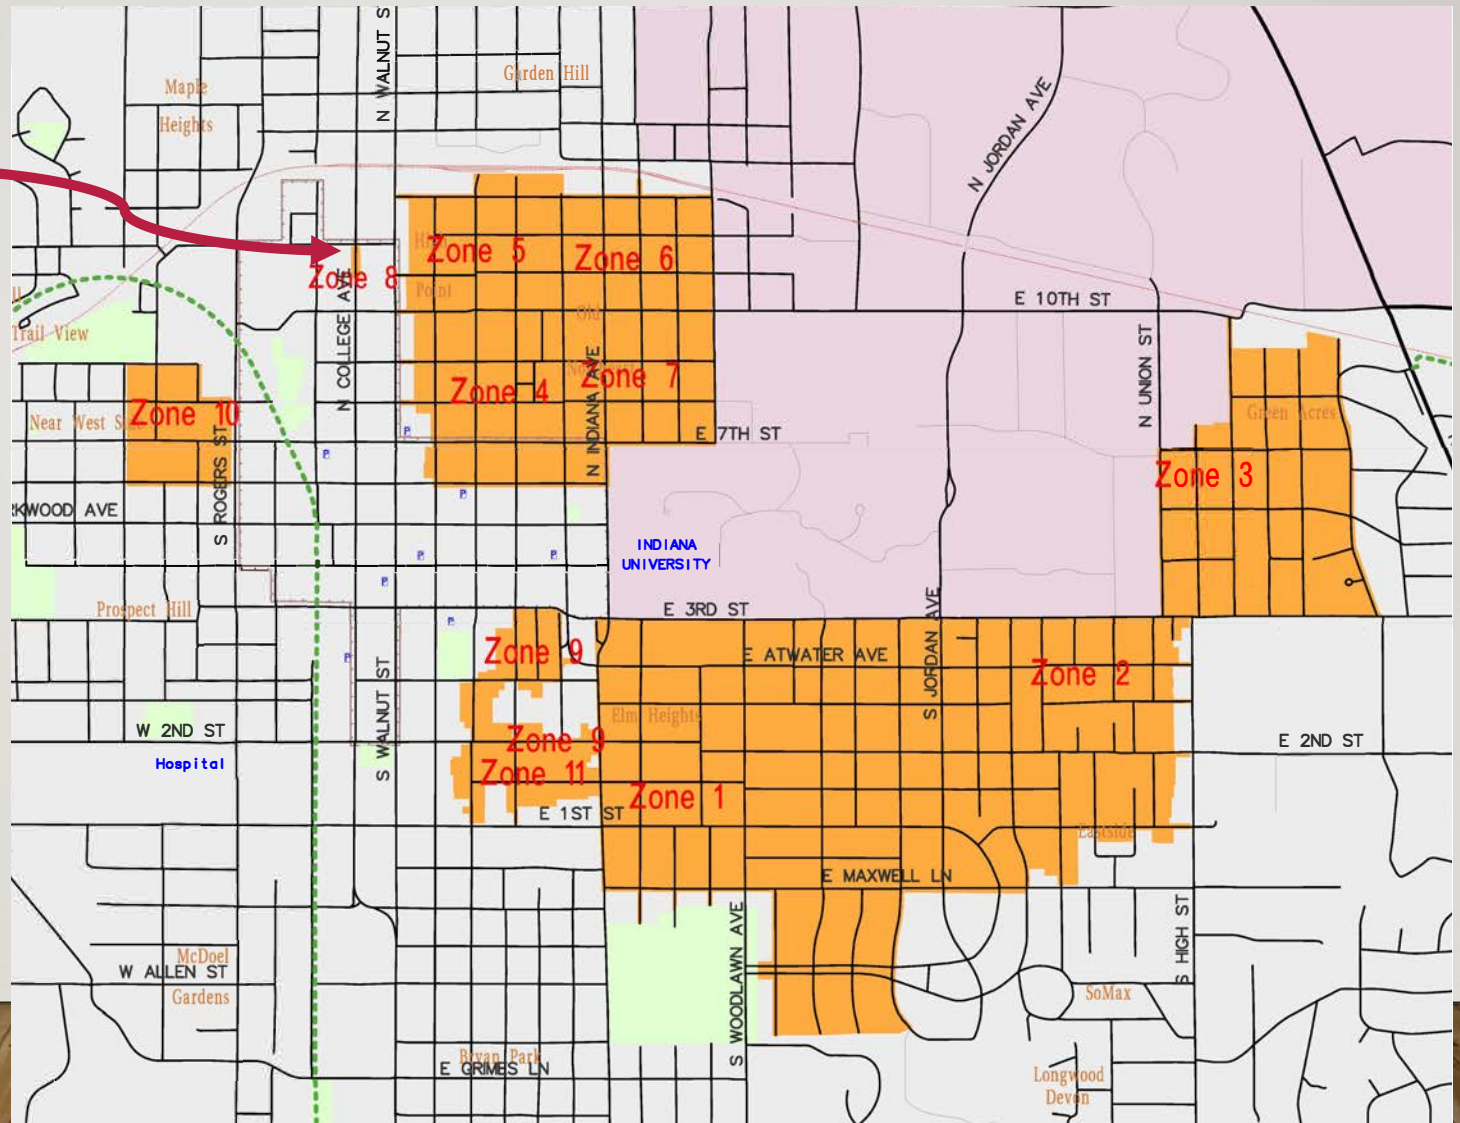 N WALNUT S
Garden Hill
Maple
Heights
N JORDAN AVE
Zone 5
Zone 6
Zone 8
Point
Old
E 10TH ST
Trail View
N COLLEGE AVE
N UNION ST
N INDIANA AVE
Zone 7
Zone 4
Zone 10
Near West S
Green Acres
E 7TH ST
Zone 3
S ROGERS ST
KWOOD AVE
INDIANA
UNIVERSITY
Prospect Hill
E 3RD ST
Zone 9
E ATWATER AVE
S JORDAN AVE
Zone 2
Elm Heights
S WALNUT ST
W 2ND ST
Zone 9
E 2ND ST
Hospital
Zone 11
Zone 1
E 1ST ST
Eastside
E MAXWELL LN
S WOODLAWN AVE
S HIGH ST
McDoel
W ALLEN ST
Gardens
SoMax
Bryan Park
E GRIMES LN
Longwood
Devon